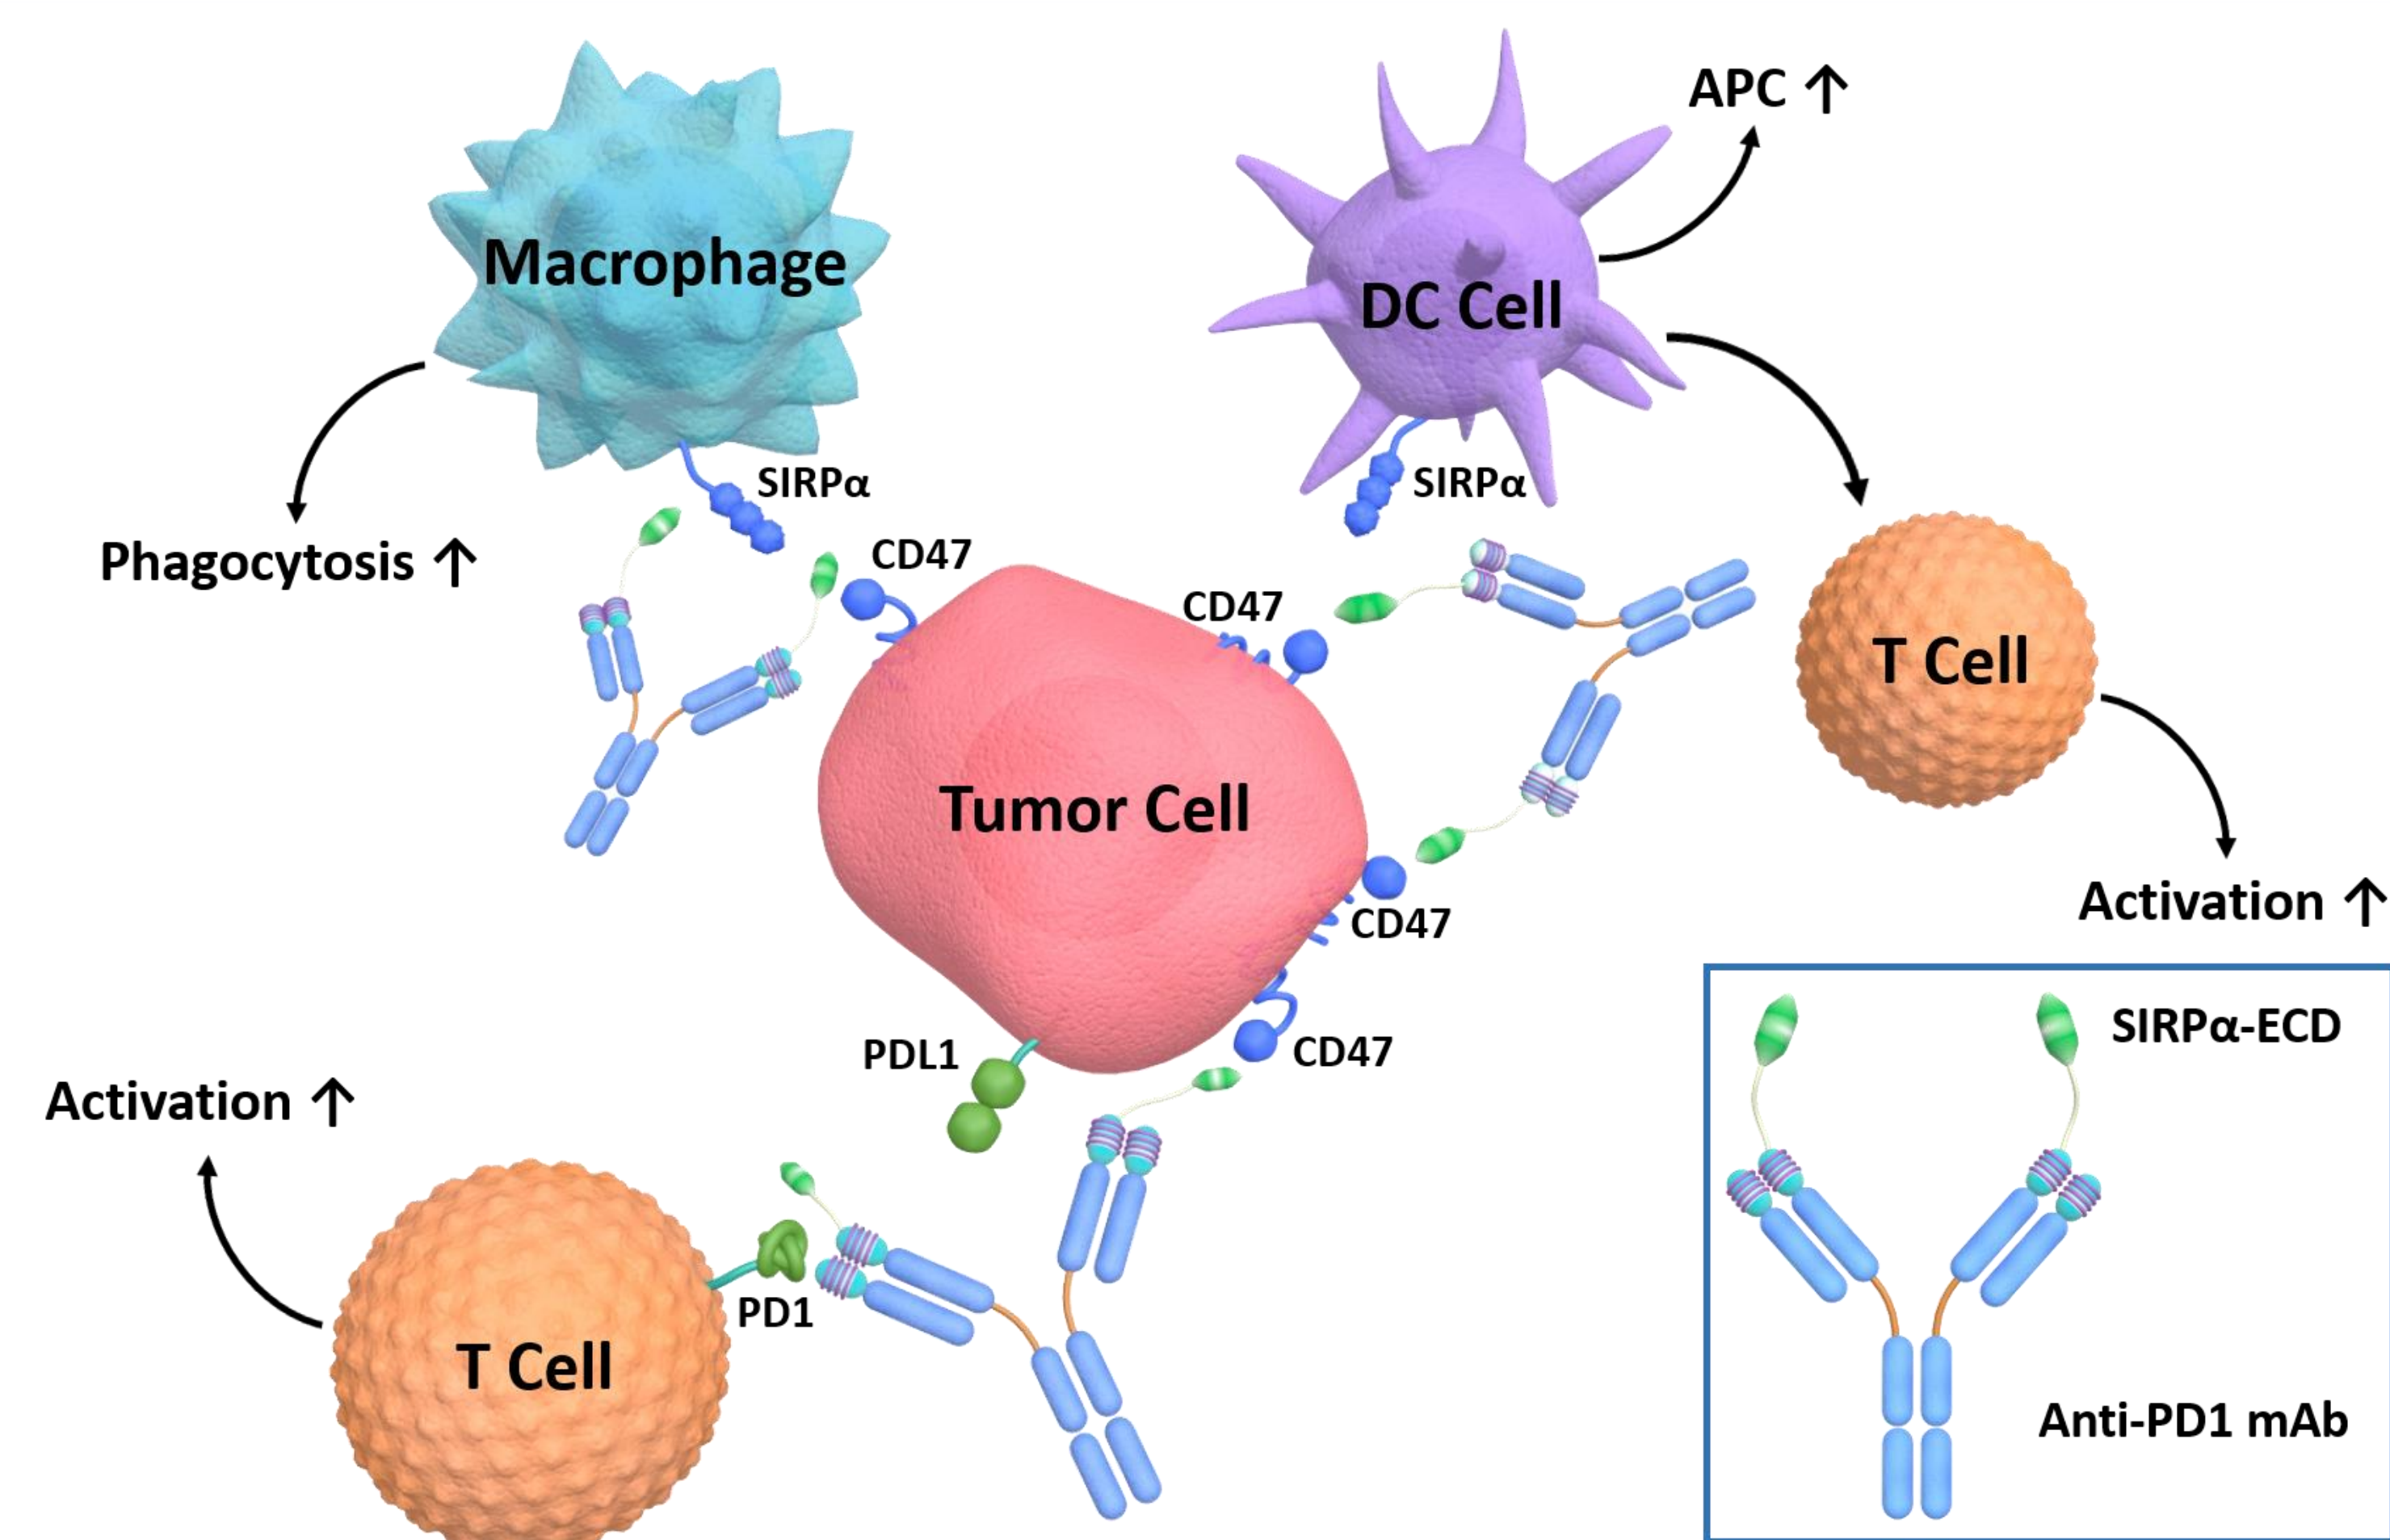 APC ↑
Macrophage
DC Cell
SIRPα
SIRPα
Phagocytosis ↑
CD47
CD47
T Cell
Tumor Cell
Activation ↑
CD47
SIRPα-ECD
PDL1
CD47
Activation ↑
PD1
T Cell
Anti-PD1 mAb